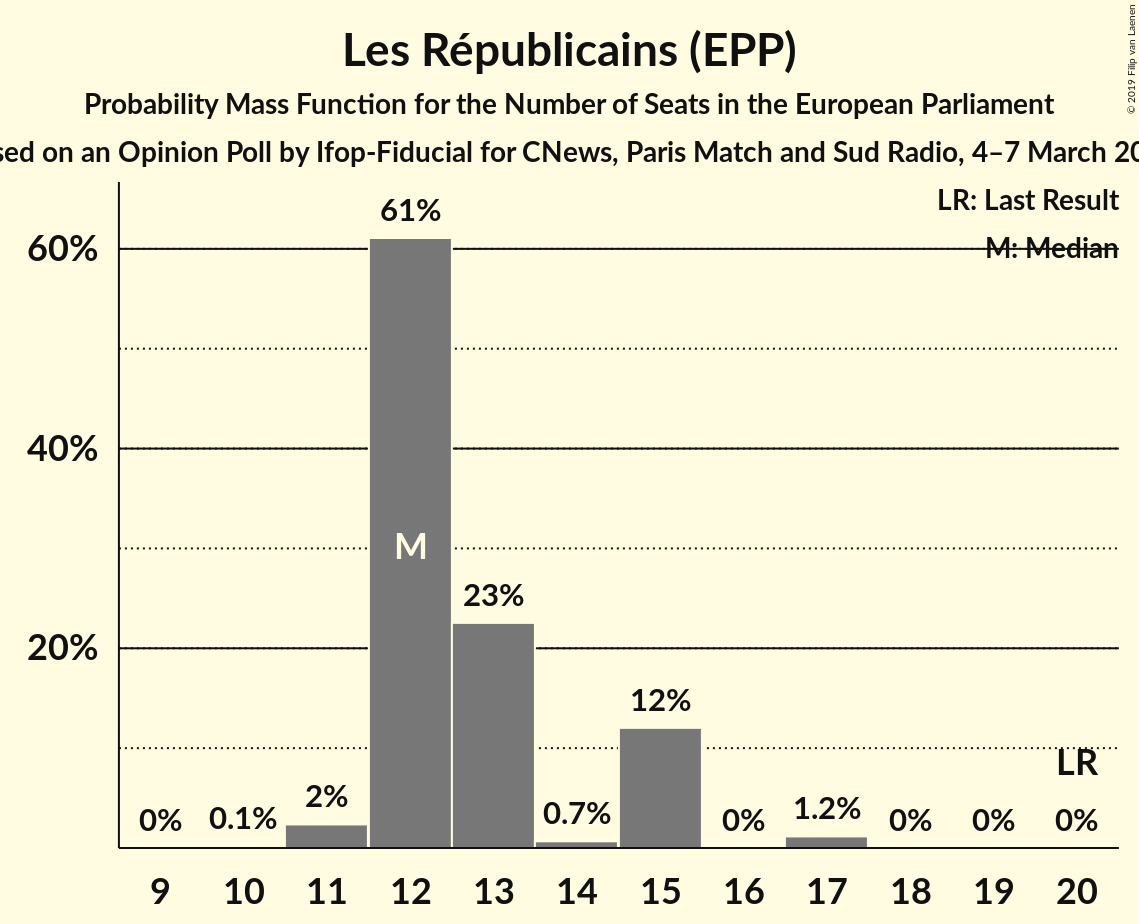 Les Républicains (EPP)
Probability Mass Function for the Number of Seats in the European Parliament
on an Opinion Poll by Ifop-Fiducial for CNews, Paris Match and Sud Radio, 4–7 March
© 2019 Filip van Laenen
LR: Last Result
M: Median
60%
40%
20%
61%
M
23%
12%
LR
0%
0.1%
2%
0.7%
0%
1.2%
0%
0%
0%
9 10 11 12 13 14 15 16 17 18 19 20